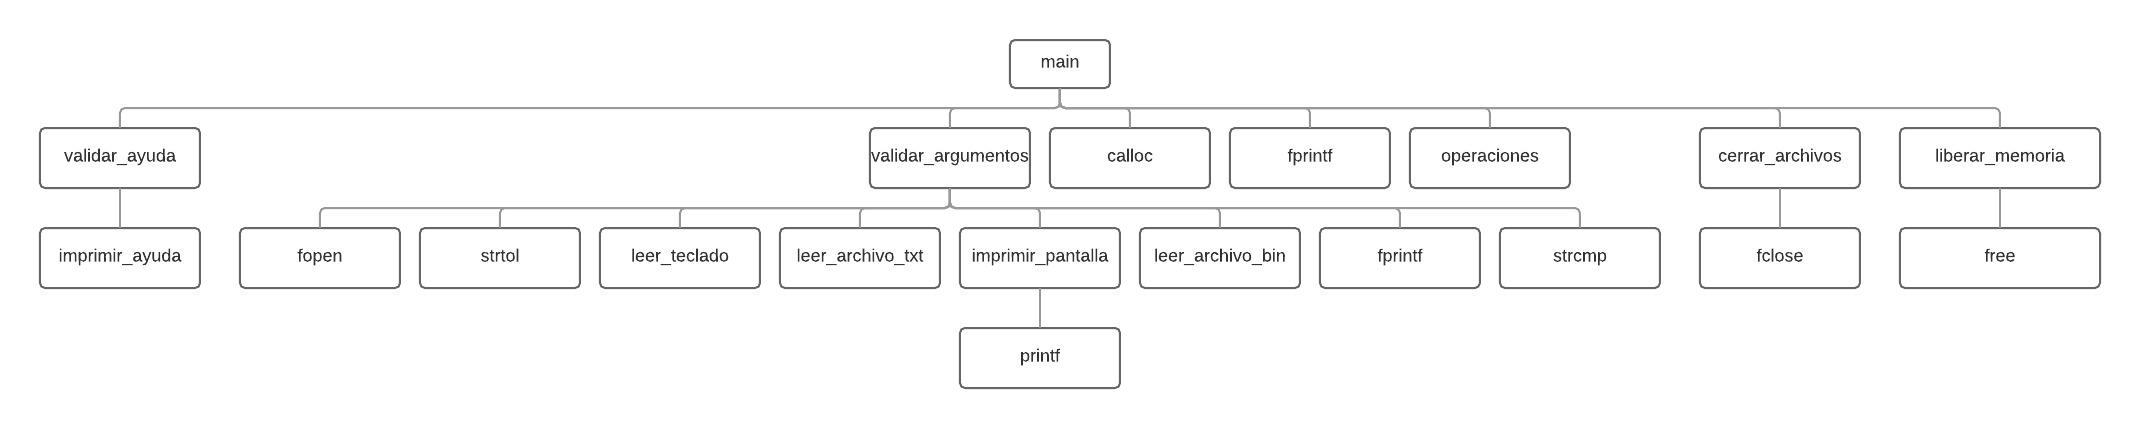 main
validar_ayuda
validar_argumentos
calloc
fprintf
operaciones
cerrar_archivos
liberar_memoria
imprimir_ayuda
fopen
strtol
leer_teclado
leer_archivo_txt
imprimir_pantalla
leer_archivo_bin
fprintf
strcmp
fclose
free
printf